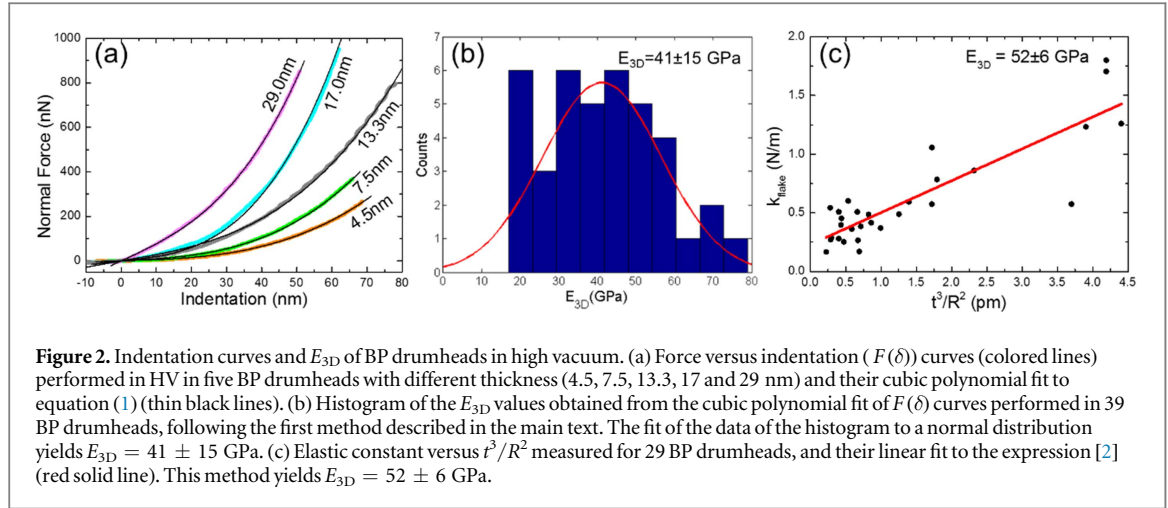 (a)
1000
800
600
400
200
0
Normal Force (nN)
29.0nm
17.0nm
13.3nm
7.5nm
4.5nm
-10 0 10 20 30 40 50 60 70 80
Indentation (nm)
(b)
E3D=41±15 GPa
7
6
5
4
3
2
1
0
Counts
0 10 20 30 40 50 60 70 80
E3D(GPa)
(c)
E3D = 52±6 GPa
2.0
1.5
1.0
0.5
0.0
kflake (N/m)
0.0 0.5 1.0 1.5 2.0 2.5 3.0 3.5 4.0 4.5
t³/R² (pm)
Figure 2. Indentation curves and E3D of BP drumheads in high vacuum. (a) Force versus indentation ( F(δ)) curves (colored lines)
performed in HV in five BP drumheads with different thickness (4.5, 7.5, 13.3, 17 and 29 nm) and their cubic polynomial fit to
equation (1) (thin black lines). (b) Histogram of the E3D values obtained from the cubic polynomial fit of F(δ) curves performed in 39
BP drumheads, following the first method described in the main text. The fit of the data of the histogram to a normal distribution
yields E3D = 41 ± 15 GPa. (c) Elastic constant versus t³/R² measured for 29 BP drumheads, and their linear fit to the expression [2]
(red solid line). This method yields E3D = 52 ± 6 GPa.